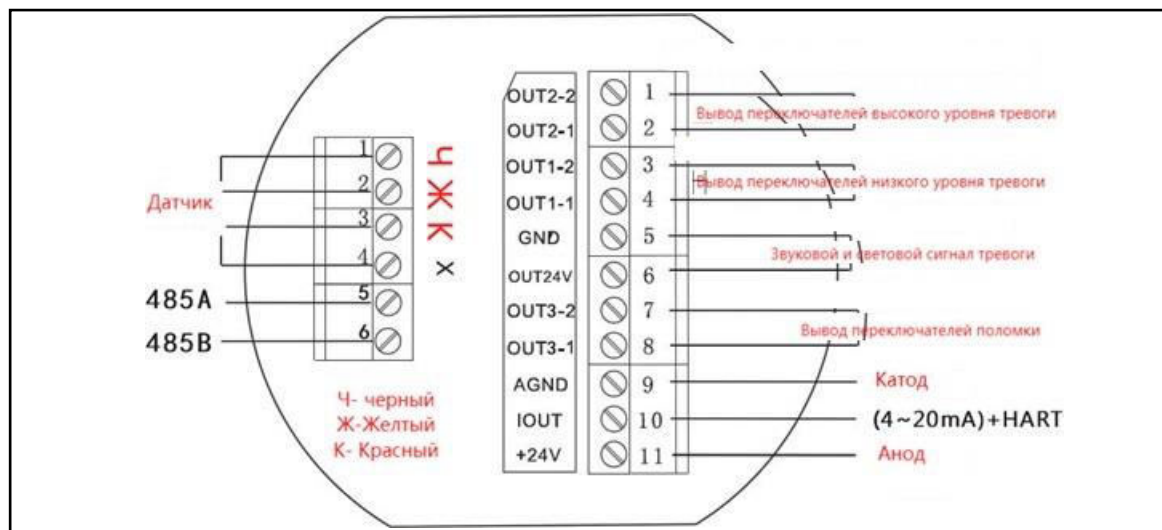 OUT2-2 1
Вывод переключателей высокого уровня тревоги
OUT2-1 2
OUT1-2 3
Вывод переключателей низкого уровня тревоги
OUT1-1 4
GND 5
Звуковой и световой сигнал тревоги
OUT24V 6
OUT3-2 7
Вывод переключателей поломки
OUT3-1 8
AGND 9 Катод
IOUT 10 (4~20mA)+HART
+24V 11 Анод
1 Ч
2 Ж
Датчик
3 К
4 х
485A 5
485B 6
Ч- черный
Ж-Желтый
К- Красный